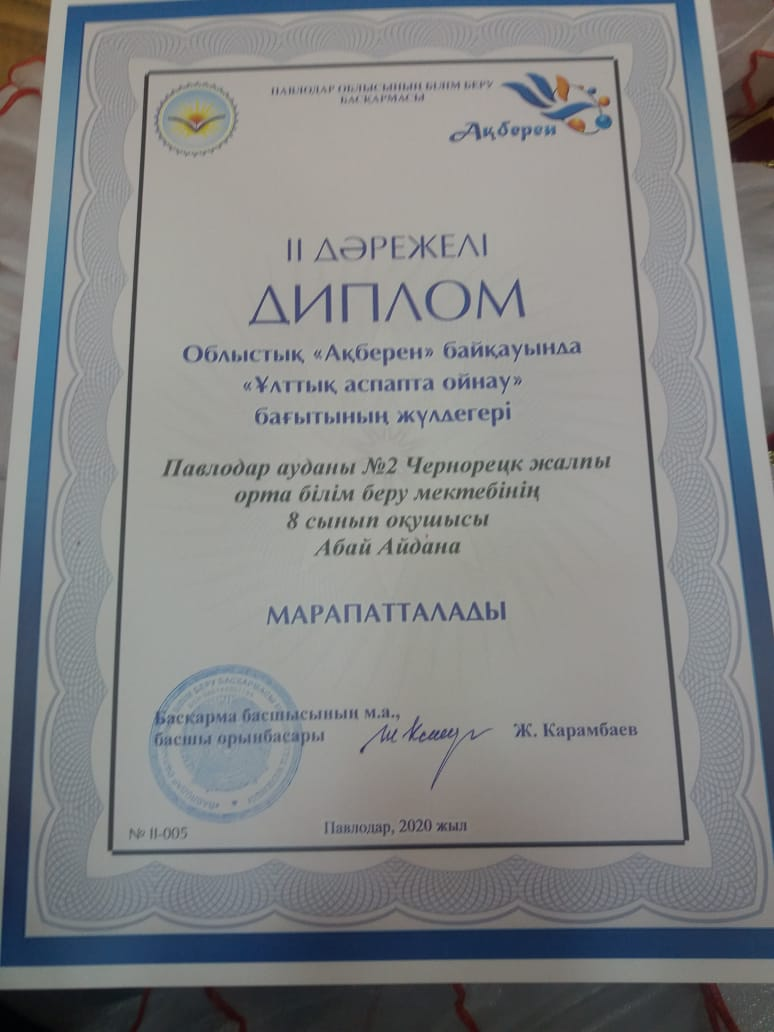 ПАВЛОДАР ОБЛЫСЫНЫҢ БІЛІМ БЕРУ
БАСҚАРМАСЫ
Ақберен
II ДӘРЕЖЕЛІ
ДИПЛОМ
Облыстық «Ақберен» байқауында
«Ұлттық аспапта ойнау»
бағытының жүлдегері
Павлодар ауданы №2 Чернорецк жалпы
орта білім беру мектебінің
8 сынып оқушысы
Абай Айдана
МАРАПАТТАЛАДЫ
Басқарма басшысының м.а.,
басшы орынбасары
Ж. Карамбаев
№ II-005
Павлодар, 2020 жыл